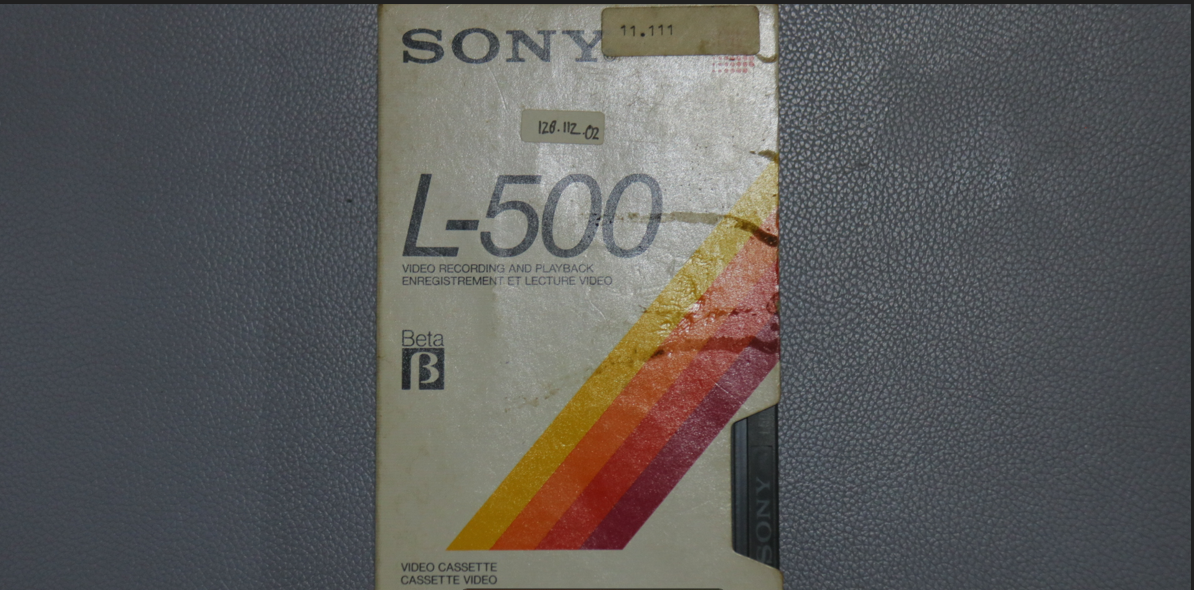 SONY
11.111
128.112.02
L-500
VIDEO RECORDING AND PLAYBACK
ENREGISTREMENT ET LECTURE VIDEO
Beta
β
VIDEO CASSETTE
CASSETTE VIDEO
SONY